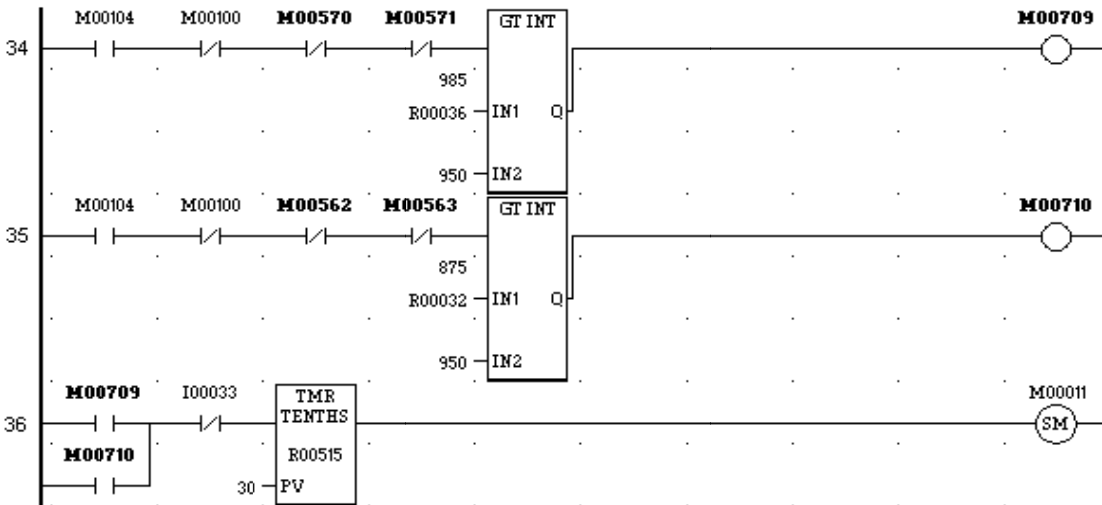 M00104 M00100 M00570 M00571 GT INT M00709
34
985
R00036 IN1 Q
950 IN2
M00104 M00100 M00562 M00563 GT INT M00710
35
875
R00032 IN1 Q
950 IN2
M00709 I00033 TMR M00011
TENTHS
36 SM
M00710 R00515
30 PV